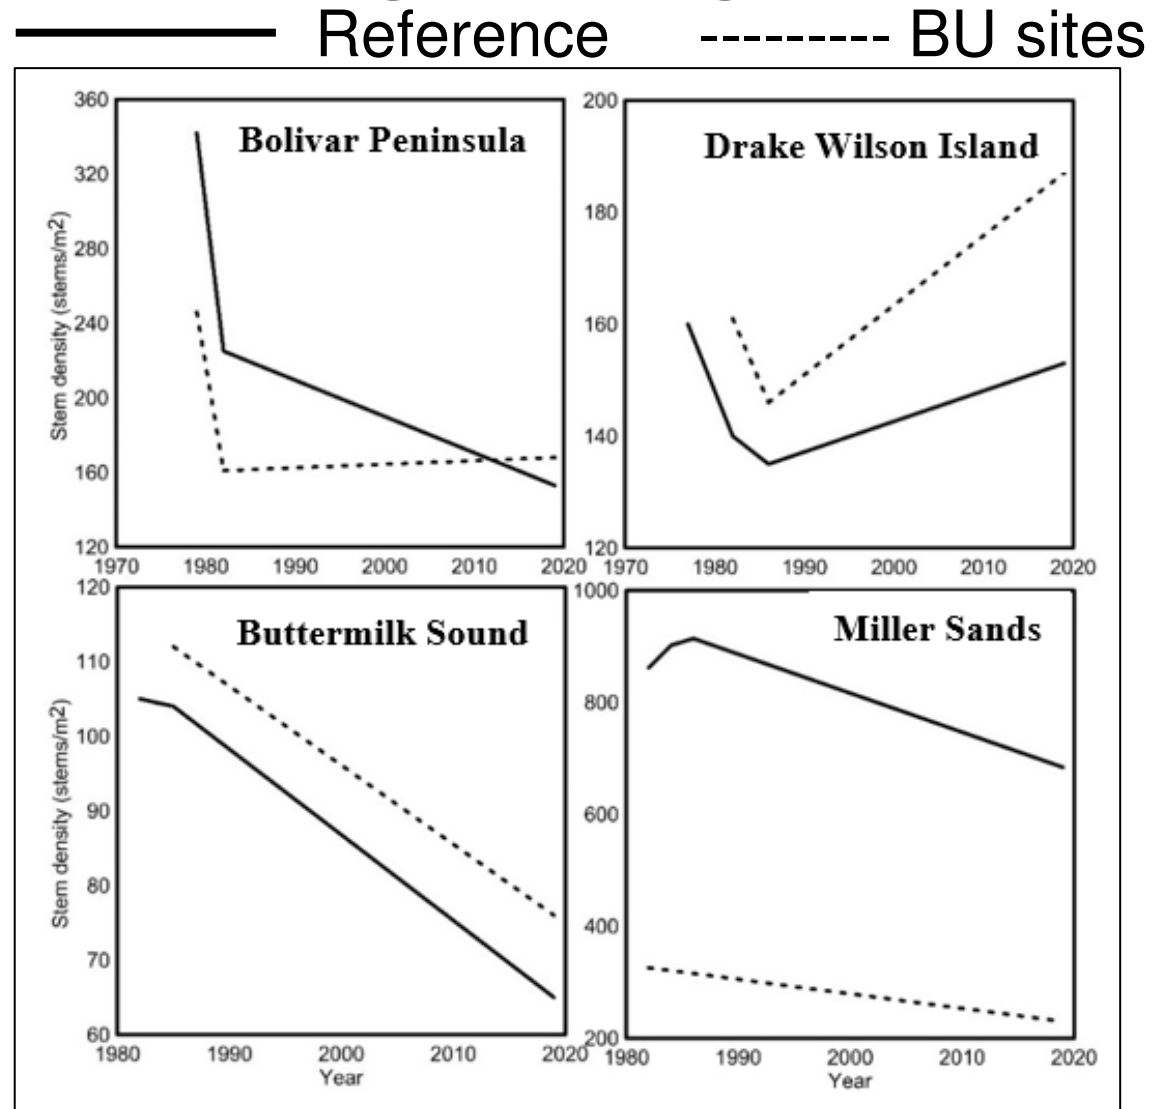 Reference BU sites
Bolivar Peninsula
Stem density (stems/m2)
360
320
280
240
200
160
120
1970 1980 1990 2000 2010 2020
Drake Wilson Island
200
180
160
140
120
1970 1980 1990 2000 2010 2020
Buttermilk Sound
Stem density (stems/m2)
120
110
100
90
80
70
60
1980 1990 2000 2010 2020
Year
Miller Sands
1000
800
600
400
200
1980 1990 2000 2010 2020
Year